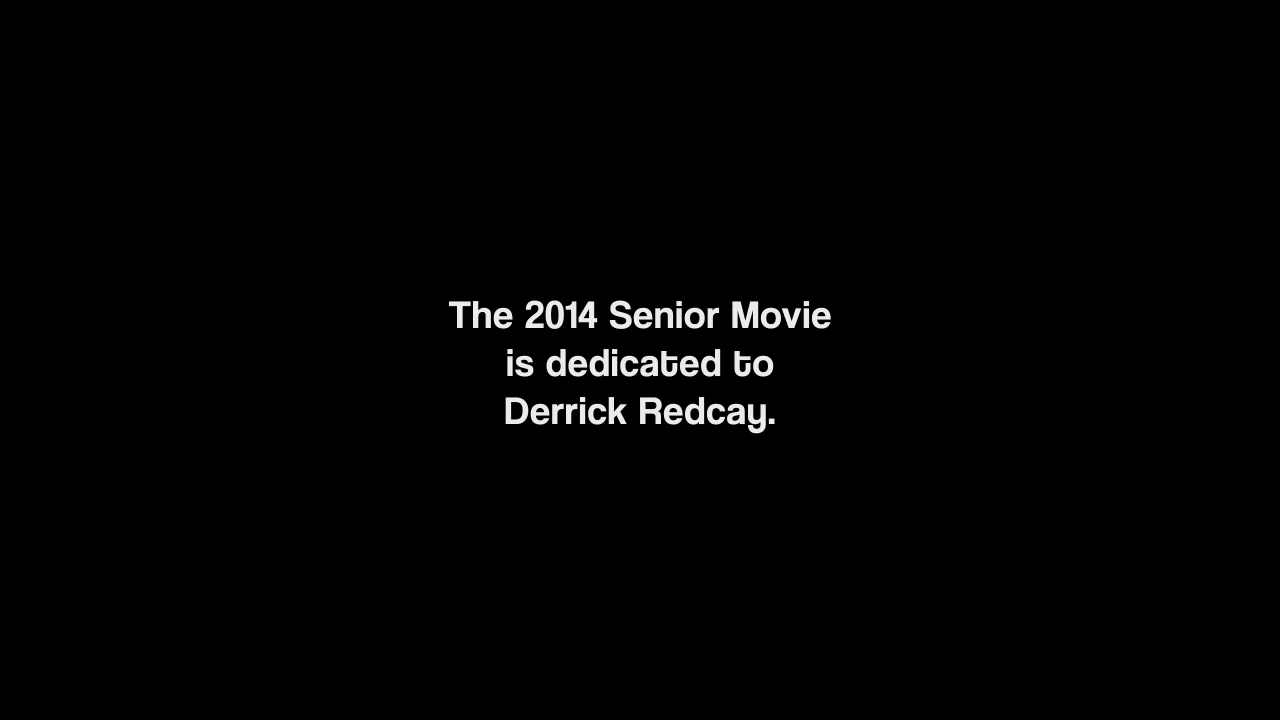 The 2014 Senior Movie
is dedicated to
Derrick Redcay.